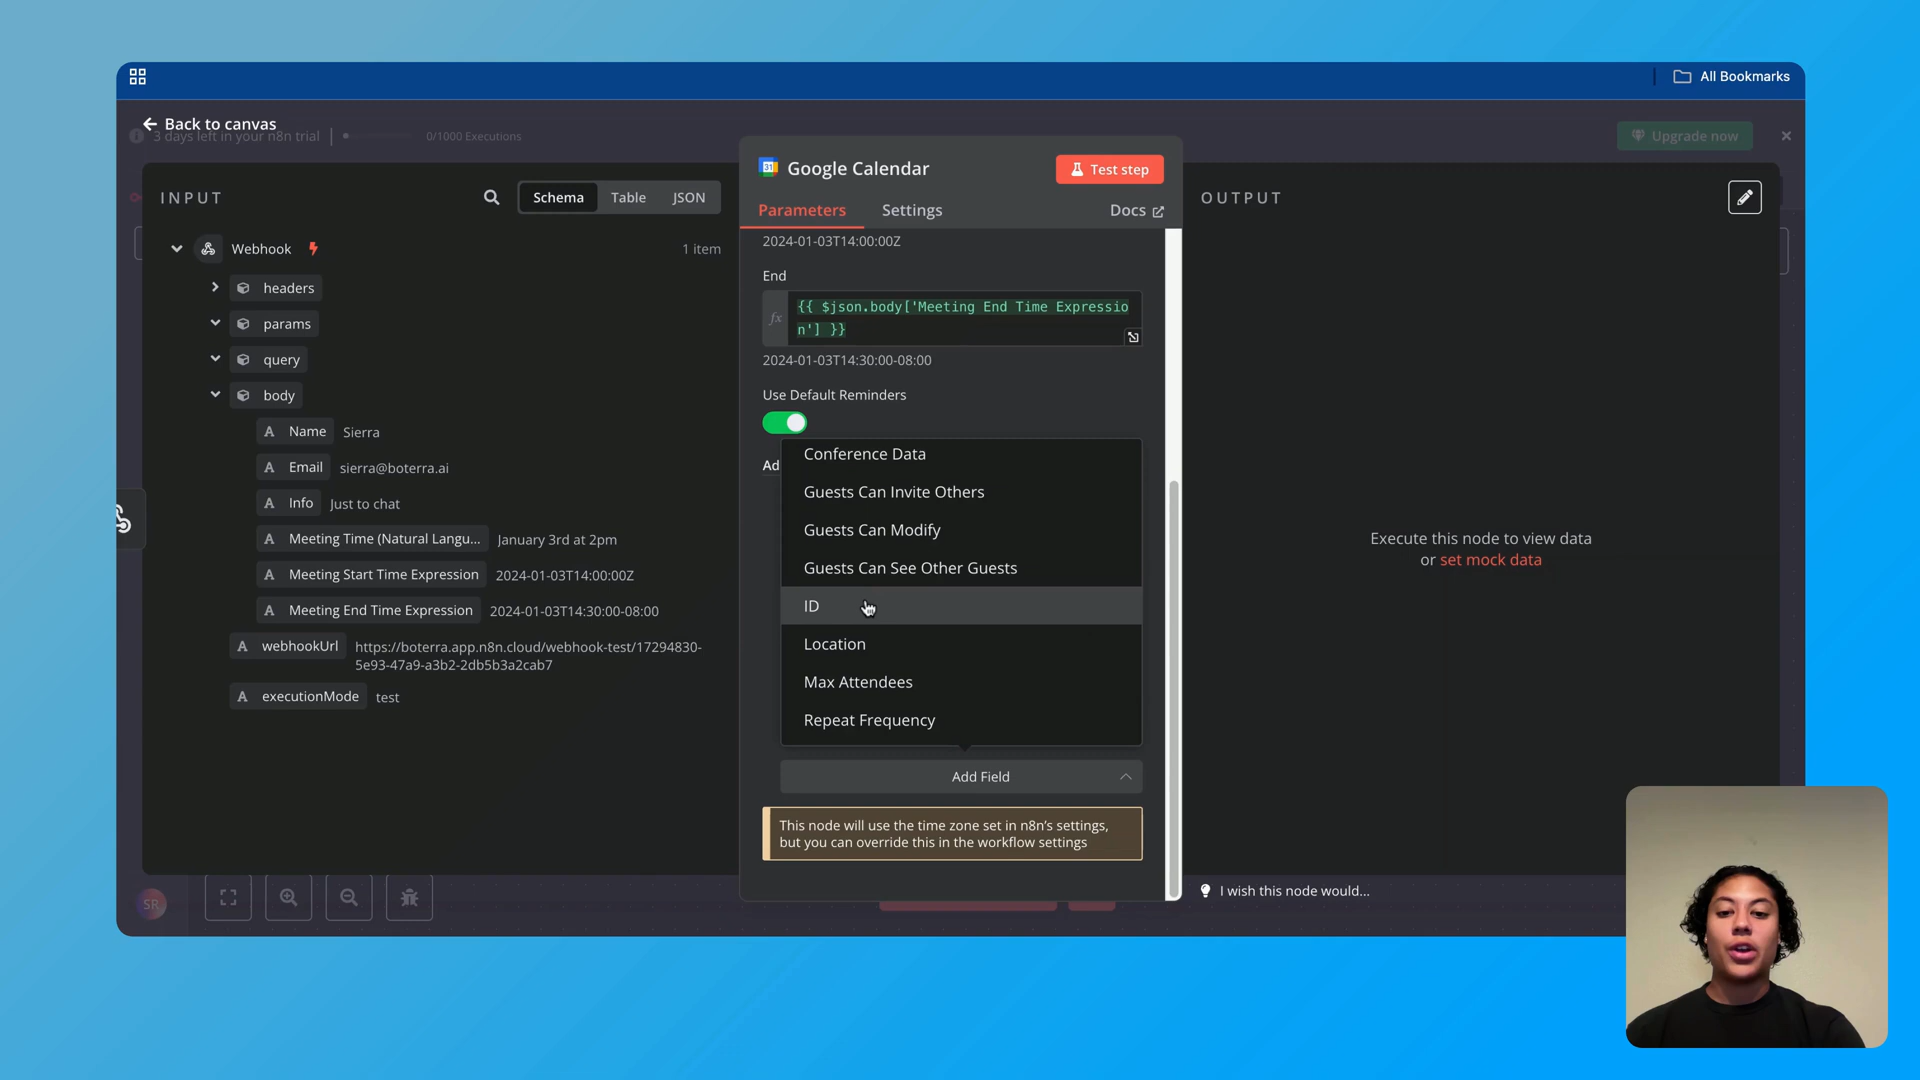 All Bookmarks
Back to canvas
3 days left in your n8n trial
0/1000 Executions
Upgrade now
INPUT
Schema
Table
JSON
Webhook
1 item
headers
params
query
body
A Name Sierra
A Email sierra@boterra.ai
A Info Just to chat
A Meeting Time (Natural Langu... January 3rd at 2pm
A Meeting Start Time Expression 2024-01-03T14:00:00Z
A Meeting End Time Expression 2024-01-03T14:30:00-08:00
A webhookUrl https://boterra.app.n8n.cloud/webhook-test/17294830-
5e93-47a9-a3b2-2db5b3a2cab7
A executionMode test
SR
31 Google Calendar
Test step
Parameters
Settings
Docs
2024-01-03T14:00:00Z
End
fx {{ $json.body['Meeting End Time Expressio
n'] }}
2024-01-03T14:30:00-08:00
Use Default Reminders
Ad
Conference Data
Guests Can Invite Others
Guests Can Modify
Guests Can See Other Guests
ID
Location
Max Attendees
Repeat Frequency
Add Field
This node will use the time zone set in n8n’s settings,
but you can override this in the workflow settings
OUTPUT
Execute this node to view data
or set mock data
I wish this node would...